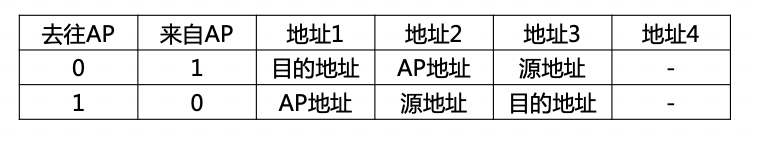 去往AP 来自AP 地址1 地址2 地址3 地址4
0 1 目的地址 AP地址 源地址 -
1 0 AP地址 源地址 目的地址 -